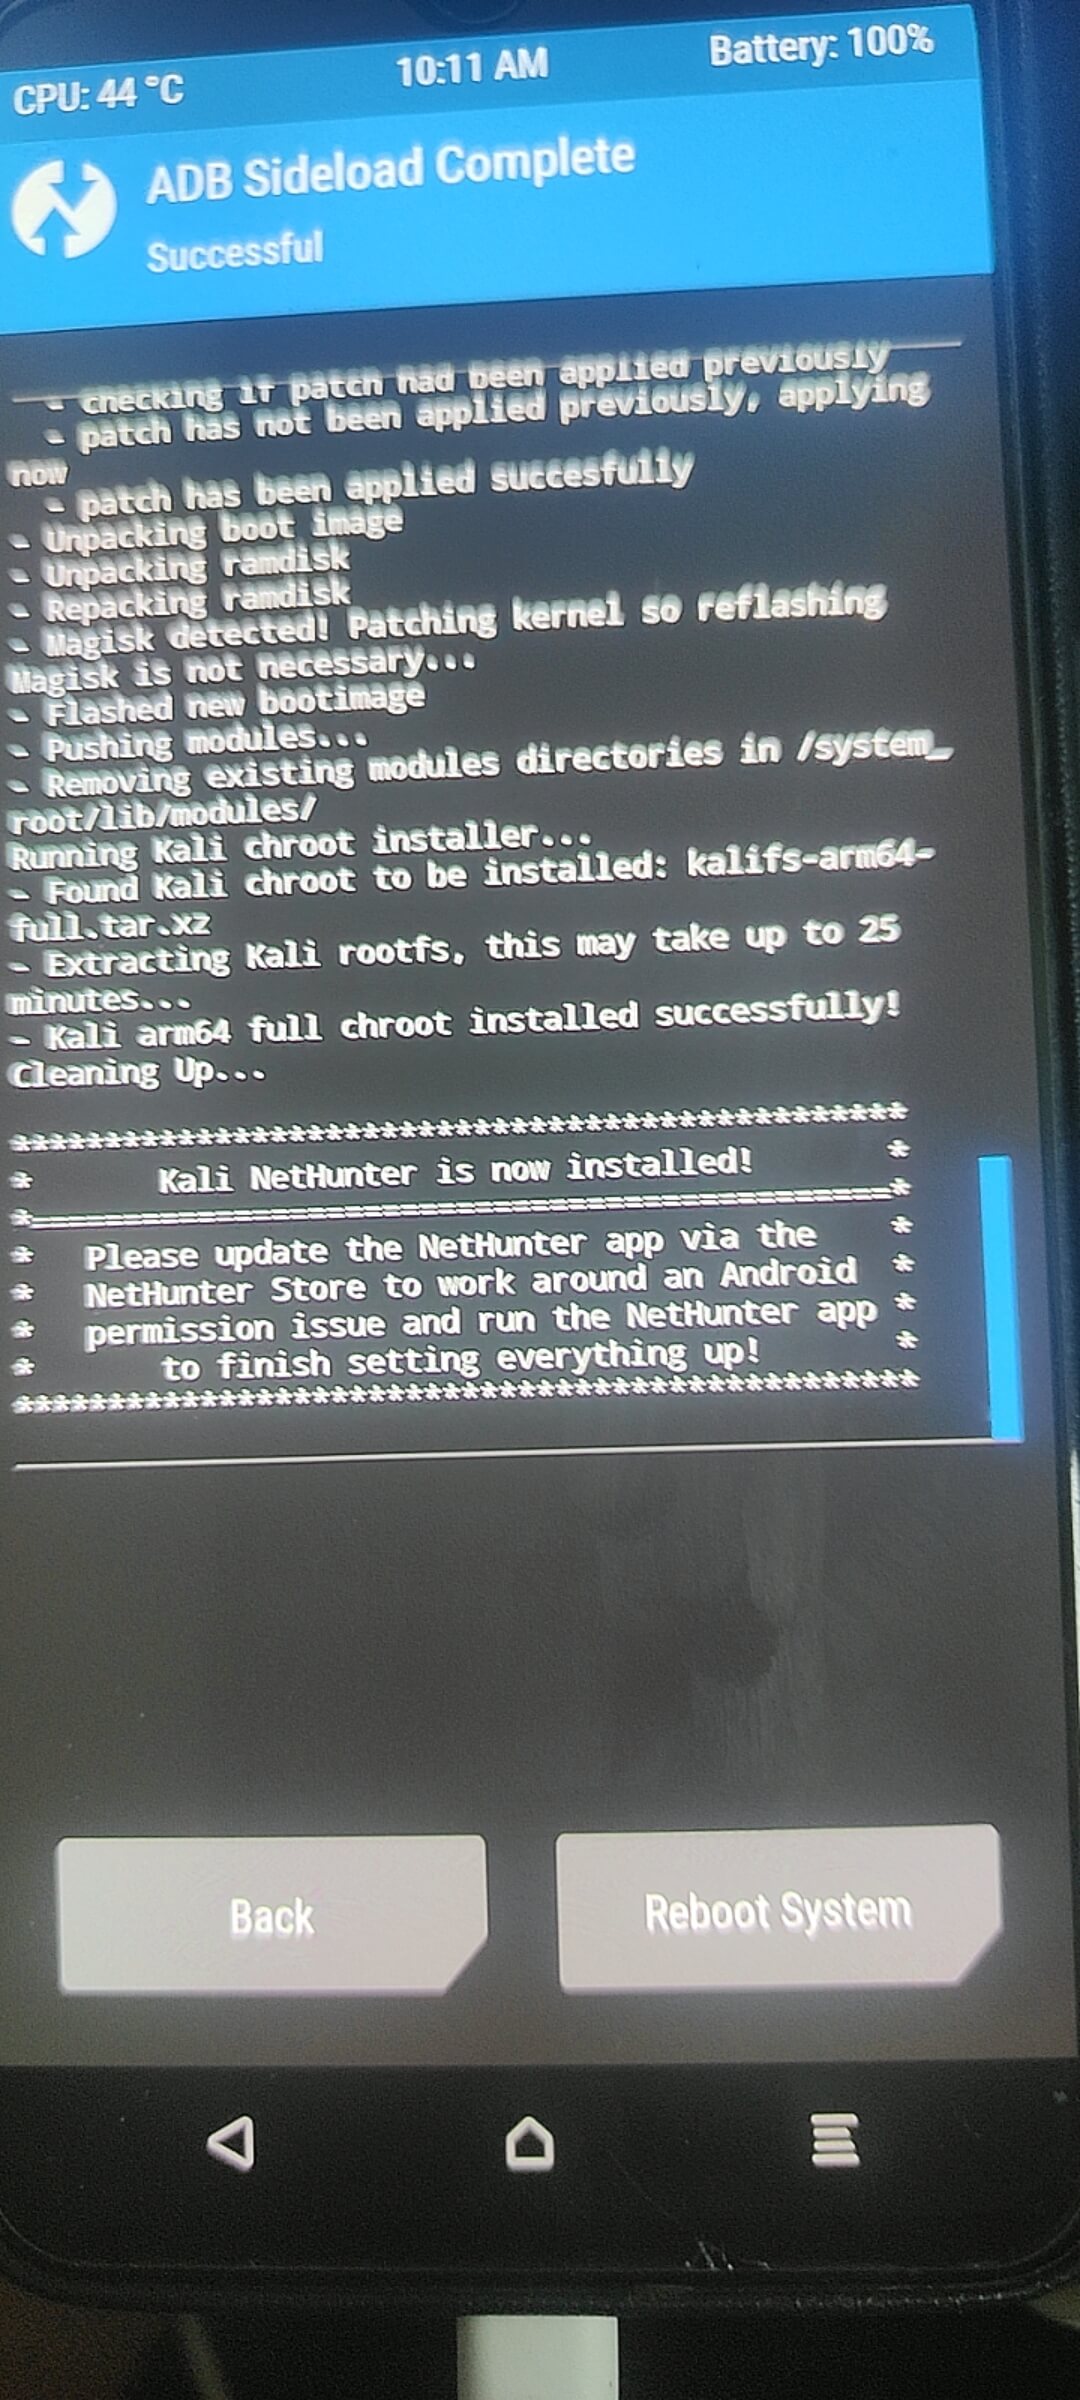 CPU: 44 °C 10:11 AM Battery: 100%
ADB Sideload Complete
Successful
- checking if patch had been applied previously
- patch has not been applied previously, applying
now
- patch has been applied succesfully
- Unpacking boot image
- Unpacking ramdisk
- Repacking ramdisk
- Magisk detected! Patching kernel so reflashing
Magisk is not necessary...
- Flashed new bootimage
- Pushing modules...
- Removing existing modules directories in /system_
root/lib/modules/
Running Kali chroot installer...
- Found Kali chroot to be installed: kalifs-arm64-
full.tar.xz
- Extracting Kali rootfs, this may take up to 25
minutes...
- Kali arm64 full chroot installed successfully!
Cleaning Up...
************************************************
* Kali NetHunter is now installed! *
*==============================================*
* Please update the NetHunter app via the *
* NetHunter Store to work around an Android *
* permission issue and run the NetHunter app *
* to finish setting everything up! *
************************************************
Back
Reboot System